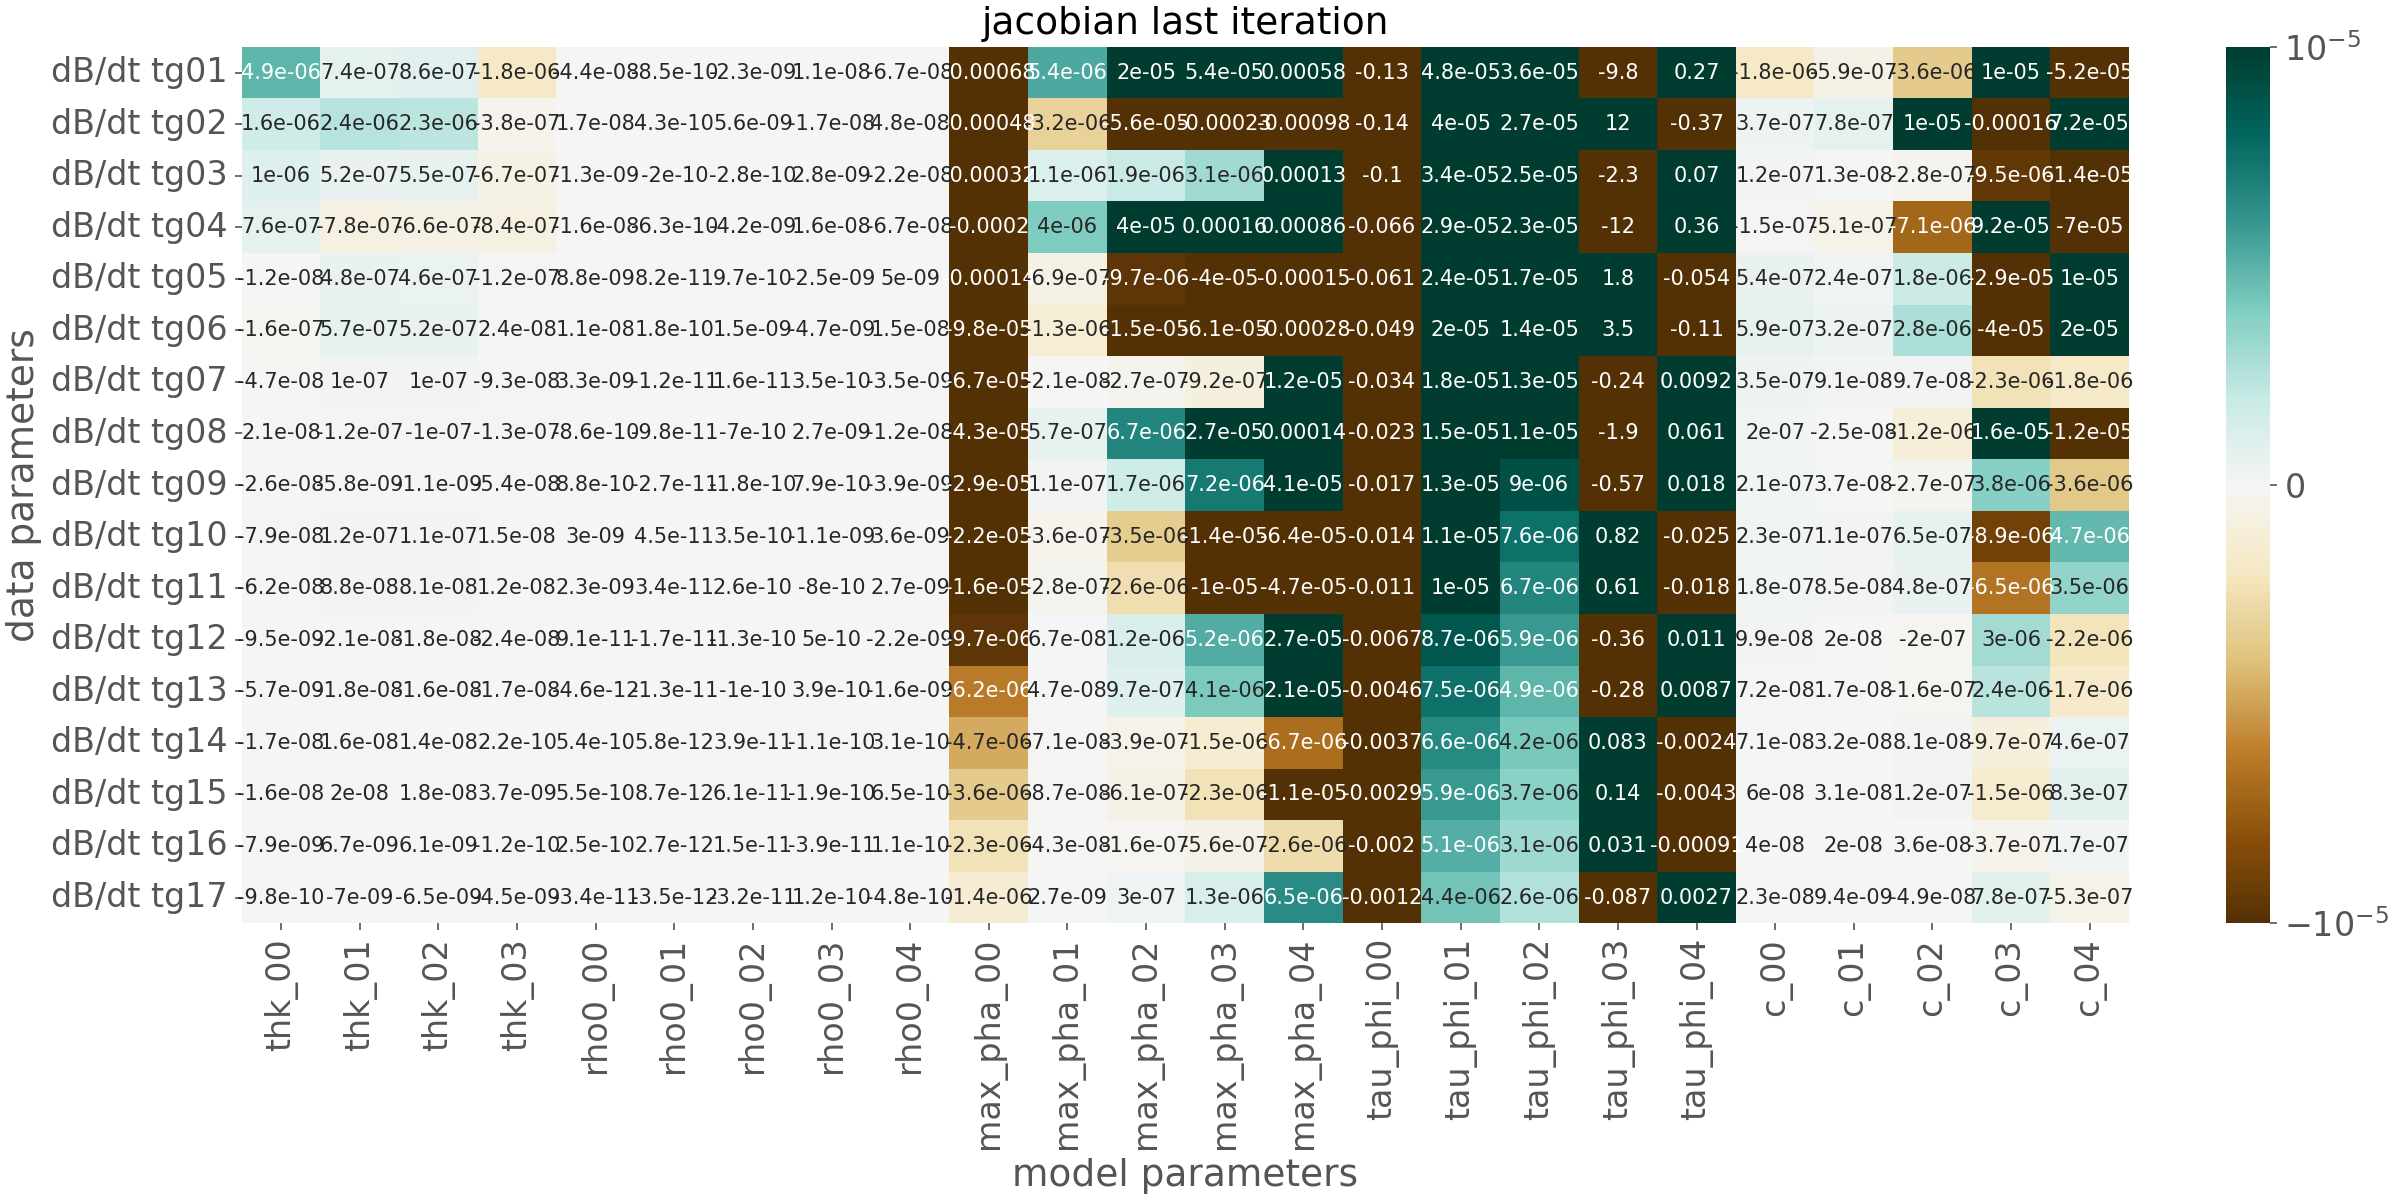 jacobian last iteration
dB/dt tg01 4.9e-06 7.4e-07 8.6e-07 -1.8e-06 -4.4e-08 -8.5e-10 -2.3e-09 1.1e-08 -6.7e-08 -0.00068 5.4e-06 2e-05 5.4e-05 0.00058 -0.13 4.8e-05 3.6e-05 -9.8 0.27 -1.8e-06 -5.9e-07 -3.6e-06 1e-05 -5.2e-05
dB/dt tg02 1.6e-06 2.4e-06 2.3e-06 -3.8e-07 1.7e-08 4.3e-10 5.6e-09 -1.7e-08 4.8e-08 -0.00048 -3.2e-06 -5.6e-05 -0.00023 -0.00098 -0.14 4e-05 2.7e-05 12 -0.37 3.7e-07 7.8e-07 1e-05 -0.00016 7.2e-05
dB/dt tg03 1e-06 5.2e-07 5.5e-07 -6.7e-07 -1.3e-09 -2e-10 -2.8e-10 2.8e-09 -2.2e-08 -0.00032 1.1e-06 1.9e-06 3.1e-06 0.00013 -0.1 3.4e-05 2.5e-05 -2.3 0.07 1.2e-07 1.3e-08 -2.8e-07 -9.5e-06 -1.4e-05
dB/dt tg04 7.6e-07 -7.8e-07 -6.6e-07 -8.4e-07 -1.6e-08 -6.3e-10 -4.2e-09 1.6e-08 -6.7e-08 -0.0002 4e-06 4e-05 0.00016 0.00086 -0.066 2.9e-05 2.3e-05 -12 0.36 -1.5e-07 -5.1e-07 -7.1e-06 9.2e-05 -7e-05
dB/dt tg05 -1.2e-08 4.8e-07 4.6e-07 -1.2e-07 8.8e-09 8.2e-11 9.7e-10 -2.5e-09 5e-09 -0.00014 -6.9e-07 -9.7e-06 -4e-05 -0.00015 -0.061 2.4e-05 1.7e-05 1.8 -0.054 5.4e-07 2.4e-07 1.8e-06 -2.9e-05 1e-05
dB/dt tg06 -1.6e-07 5.7e-07 5.2e-07 2.4e-08 1.1e-08 1.8e-10 1.5e-09 -4.7e-09 1.5e-08 -9.8e-05 -1.3e-06 -1.5e-05 -6.1e-05 -0.00028 -0.049 2e-05 1.4e-05 3.5 -0.11 5.9e-07 3.2e-07 2.8e-06 -4e-05 2e-05
dB/dt tg07 -4.7e-08 1e-07 1e-07 -9.3e-08 3.3e-09 -1.2e-11 1.6e-11 3.5e-10 -3.5e-09 -6.7e-05 -2.1e-08 -2.7e-07 -9.2e-07 1.2e-05 -0.034 1.8e-05 1.3e-05 -0.24 0.0092 3.5e-07 9.1e-08 9.7e-08 -2.3e-06 -1.8e-06
dB/dt tg08 2.1e-08 -1.2e-07 -1e-07 -1.3e-07 -8.6e-10 -9.8e-11 -7e-10 2.7e-09 -1.2e-08 -4.3e-05 5.7e-07 6.7e-06 2.7e-05 0.00014 -0.023 1.5e-05 1.1e-05 -1.9 0.061 2e-07 -2.5e-08 -1.2e-06 1.6e-05 -1.2e-05
dB/dt tg09 -2.6e-08 -5.8e-09 -1.1e-09 -5.4e-08 8.8e-10 -2.7e-11 -1.8e-10 7.9e-10 -3.9e-09 -2.9e-05 1.1e-07 1.7e-06 7.2e-06 4.1e-05 -0.017 1.3e-05 9e-06 -0.57 0.018 2.1e-07 3.7e-08 -2.7e-07 3.8e-06 -3.6e-06
dB/dt tg10 -7.9e-08 1.2e-07 1.1e-07 1.5e-08 3e-09 4.5e-11 3.5e-10 -1.1e-09 3.6e-09 -2.2e-05 -3.6e-07 -3.5e-06 -1.4e-05 -6.4e-05 -0.014 1.1e-05 7.6e-06 0.82 -0.025 2.3e-07 1.1e-07 6.5e-07 -8.9e-06 4.7e-06
dB/dt tg11 -6.2e-08 8.8e-08 8.1e-08 1.2e-08 2.3e-09 3.4e-11 2.6e-10 -8e-10 2.7e-09 -1.6e-05 -2.8e-07 -2.6e-06 -1e-05 -4.7e-05 -0.011 1e-05 6.7e-06 0.61 -0.018 1.8e-07 8.5e-08 4.8e-07 -6.5e-06 3.5e-06
dB/dt tg12 -9.5e-09 -2.1e-08 -1.8e-08 -2.4e-08 9.1e-11 -1.7e-11 -1.3e-10 5e-10 -2.2e-09 -9.7e-06 6.7e-08 1.2e-06 5.2e-06 2.7e-05 -0.0067 8.7e-06 5.9e-06 -0.36 0.011 9.9e-08 2e-08 -2e-07 3e-06 -2.2e-06
dB/dt tg13 -5.7e-09 -1.8e-08 -1.6e-08 -1.7e-08 -4.6e-12 -1.3e-11 -1e-10 3.9e-10 -1.6e-09 -6.2e-06 4.7e-08 9.7e-07 4.1e-06 2.1e-05 -0.0046 7.5e-06 4.9e-06 -0.28 0.0087 7.2e-08 1.7e-08 -1.6e-07 2.4e-06 -1.7e-06
dB/dt tg14 -1.7e-08 1.6e-08 1.4e-08 2.2e-10 5.4e-10 5.8e-12 3.9e-11 -1.1e-10 3.1e-10 -4.7e-06 -7.1e-08 -3.9e-07 -1.5e-06 -6.7e-06 -0.0037 6.6e-06 4.2e-06 0.083 -0.0024 7.1e-08 3.2e-08 8.1e-08 -9.7e-07 4.6e-07
dB/dt tg15 -1.6e-08 2e-08 1.8e-08 3.7e-09 5.5e-10 8.7e-12 6.1e-11 -1.9e-10 6.5e-10 -3.6e-06 -8.7e-08 -6.1e-07 -2.3e-06 -1.1e-05 -0.0029 5.9e-06 3.7e-06 0.14 -0.0043 6e-08 3.1e-08 1.2e-07 -1.5e-06 8.3e-07
dB/dt tg16 -7.9e-09 6.7e-09 6.1e-09 -1.2e-10 2.5e-10 2.7e-12 1.5e-11 -3.9e-11 1.1e-10 -2.3e-06 -4.3e-08 -1.6e-07 -5.6e-07 -2.6e-06 -0.002 5.1e-06 3.1e-06 0.031 -0.00091 4e-08 2e-08 3.6e-08 -3.7e-07 1.7e-07
dB/dt tg17 -9.8e-10 -7e-09 -6.5e-09 -4.5e-09 -3.4e-11 -3.5e-12 -3.2e-11 1.2e-10 -4.8e-10 -1.4e-06 2.7e-09 3e-07 1.3e-06 6.5e-06 -0.0012 4.4e-06 2.6e-06 -0.087 0.0027 2.3e-08 9.4e-09 -4.9e-08 7.8e-07 -5.3e-07
data parameters
thk_00 thk_01 thk_02 thk_03 rho0_00 rho0_01 rho0_02 rho0_03 rho0_04 max_pha_00 max_pha_01 max_pha_02 max_pha_03 max_pha_04 tau_phi_00 tau_phi_01 tau_phi_02 tau_phi_03 tau_phi_04 c_00 c_01 c_02 c_03 c_04
model parameters
10⁻⁵
0
−10⁻⁵